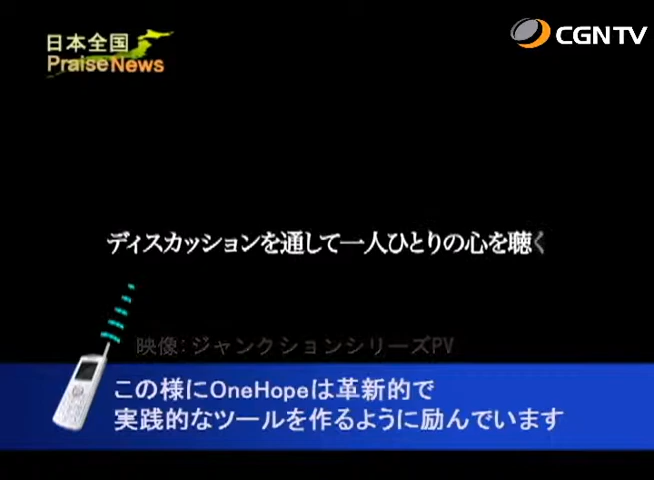 日本全国
PraiseNews
CGNTV
ディスカッションを通して一人ひとりの心を聴く
映像:ジャンクションシリーズPV
この様にOneHopeは革新的で
実践的なツールを作るように励んでいます